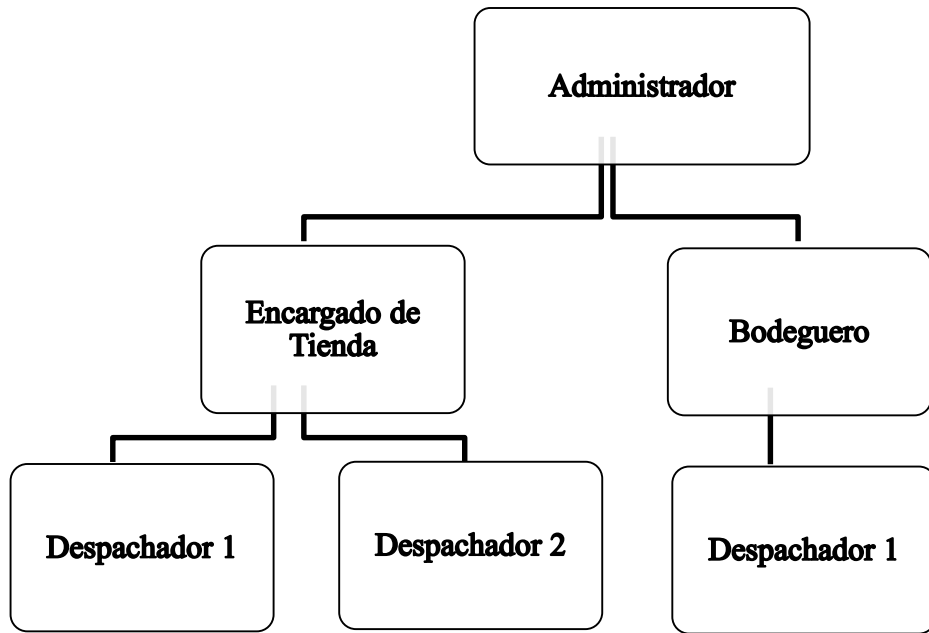 Administrador
Encargado de
Tienda
Bodeguero
Despachador 1
Despachador 2
Despachador 1